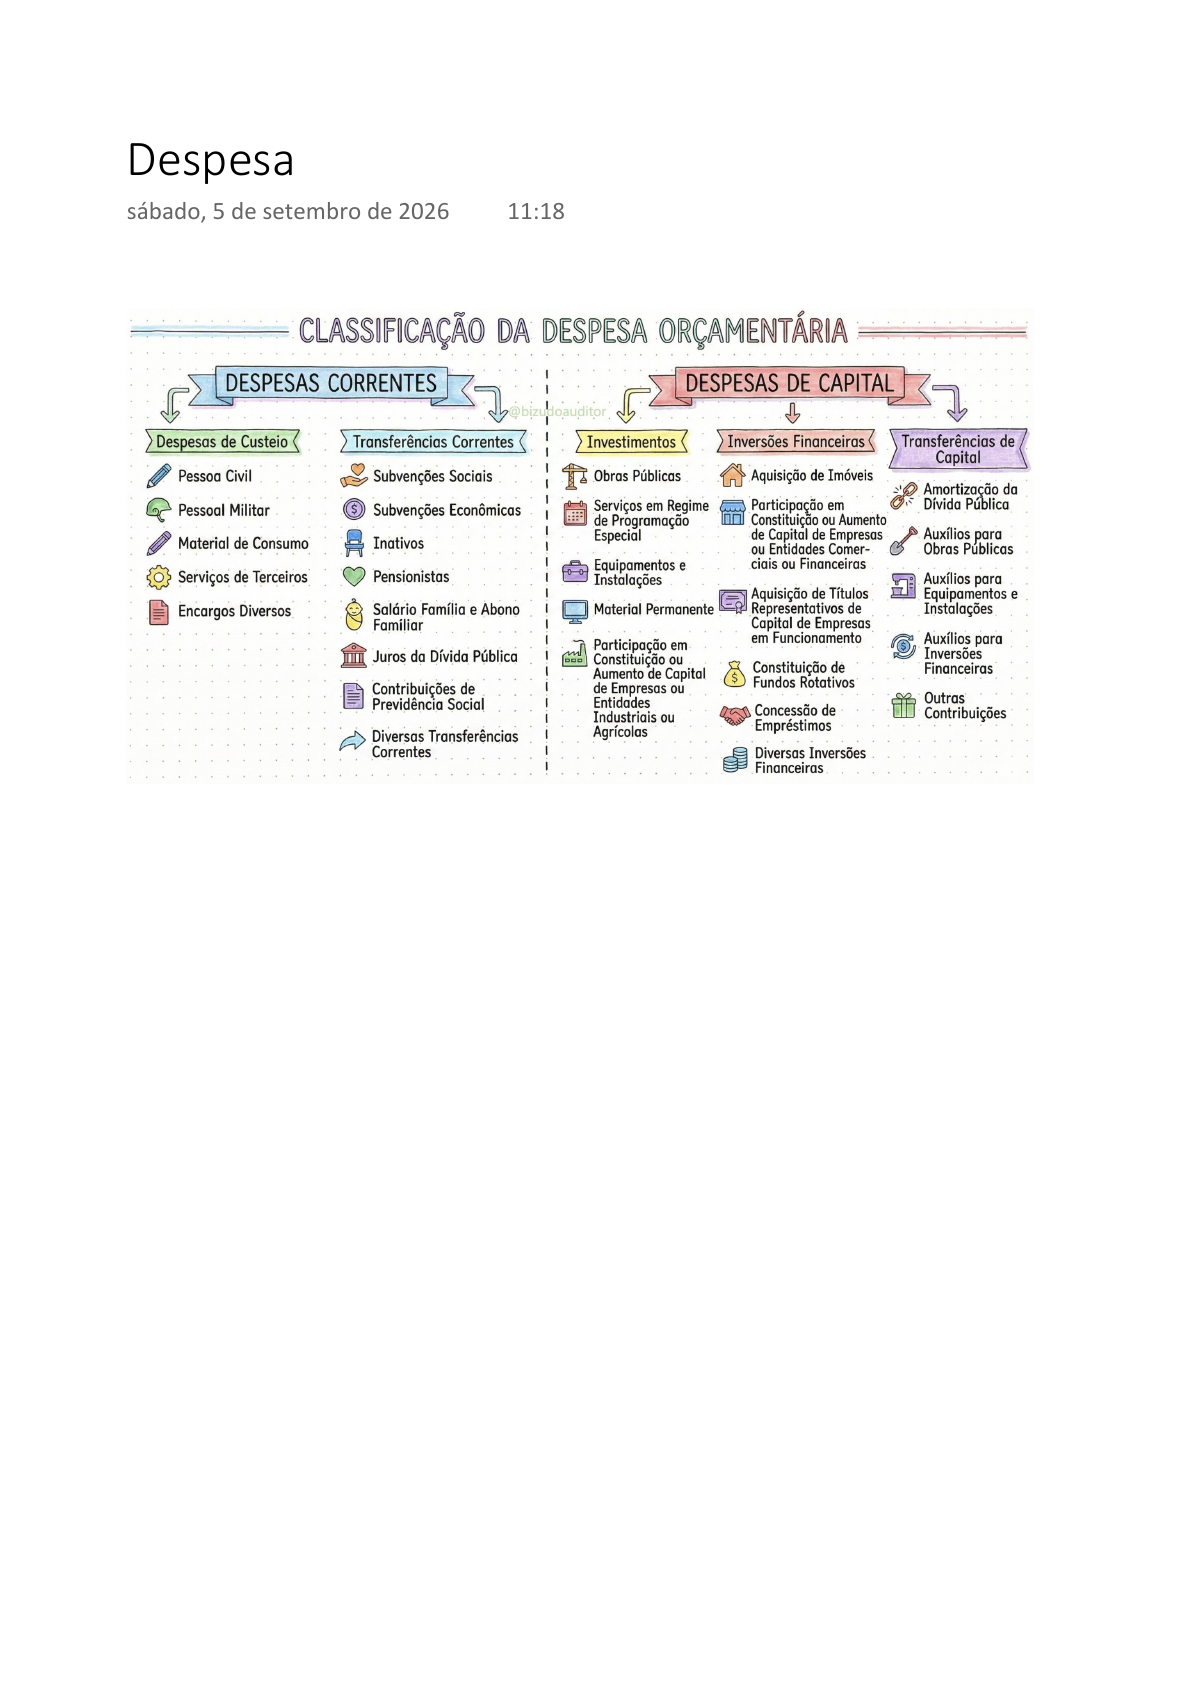 Despesa
sábado, 5 de setembro de 2026 11:18
CLASSIFICAÇÃO DA DESPESA ORÇAMENTÁRIA
DESPESAS CORRENTES
@bizudoauditor
Despesas de Custeio
Pessoa Civil
Pessoal Militar
Material de Consumo
Serviços de Terceiros
Encargos Diversos
Transferências Correntes
Subvenções Sociais
Subvenções Econômicas
Inativos
Pensionistas
Salário Família e Abono
Familiar
Juros da Dívida Pública
Contribuições de
Previdência Social
Diversas Transferências
Correntes
DESPESAS DE CAPITAL
Investimentos
Obras Públicas
Serviços em Regime
de Programação
Especial
Equipamentos e
Instalações
Material Permanente
Participação em
Constituição ou
Aumento de Capital
de Empresas ou
Entidades
Industriais ou
Agrícolas
Inversões Financeiras
Aquisição de Imóveis
Participação em
Constituição ou Aumento
de Capital de Empresas
ou Entidades Comer-
ciais ou Financeiras
Aquisição de Títulos
Representativos de
Capital de Empresas
em Funcionamento
Constituição de
Fundos Rotativos
Concessão de
Empréstimos
Diversas Inversões
Financeiras
Transferências de
Capital
Amortização da
Dívida Pública
Auxílios para
Obras Públicas
Auxílios para
Equipamentos e
Instalações
Auxílios para
Inversões
Financeiras
Outras
Contribuições